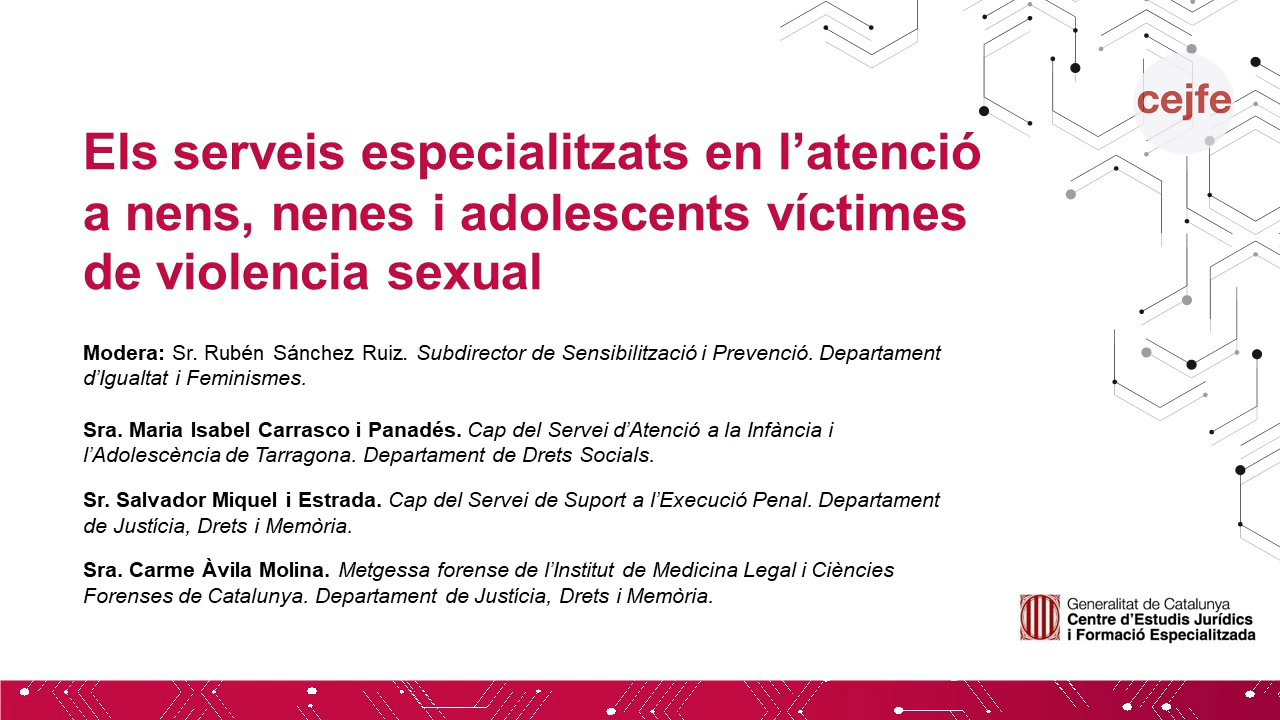 cejfe
Els serveis especialitzats en l’atenció
a nens, nenes i adolescents víctimes
de violencia sexual
Modera: Sr. Rubén Sánchez Ruiz. Subdirector de Sensibilització i Prevenció. Departament
d’Igualtat i Feminismes.
Sra. Maria Isabel Carrasco i Panadés. Cap del Servei d’Atenció a la Infància i
l’Adolescència de Tarragona. Departament de Drets Socials.
Sr. Salvador Miquel i Estrada. Cap del Servei de Suport a l’Execució Penal. Departament
de Justícia, Drets i Memòria.
Sra. Carme Àvila Molina. Metgessa forense de l’Institut de Medicina Legal i Ciències
Forenses de Catalunya. Departament de Justícia, Drets i Memòria.
Generalitat de Catalunya
Centre d’Estudis Jurídics
i Formació Especialitzada